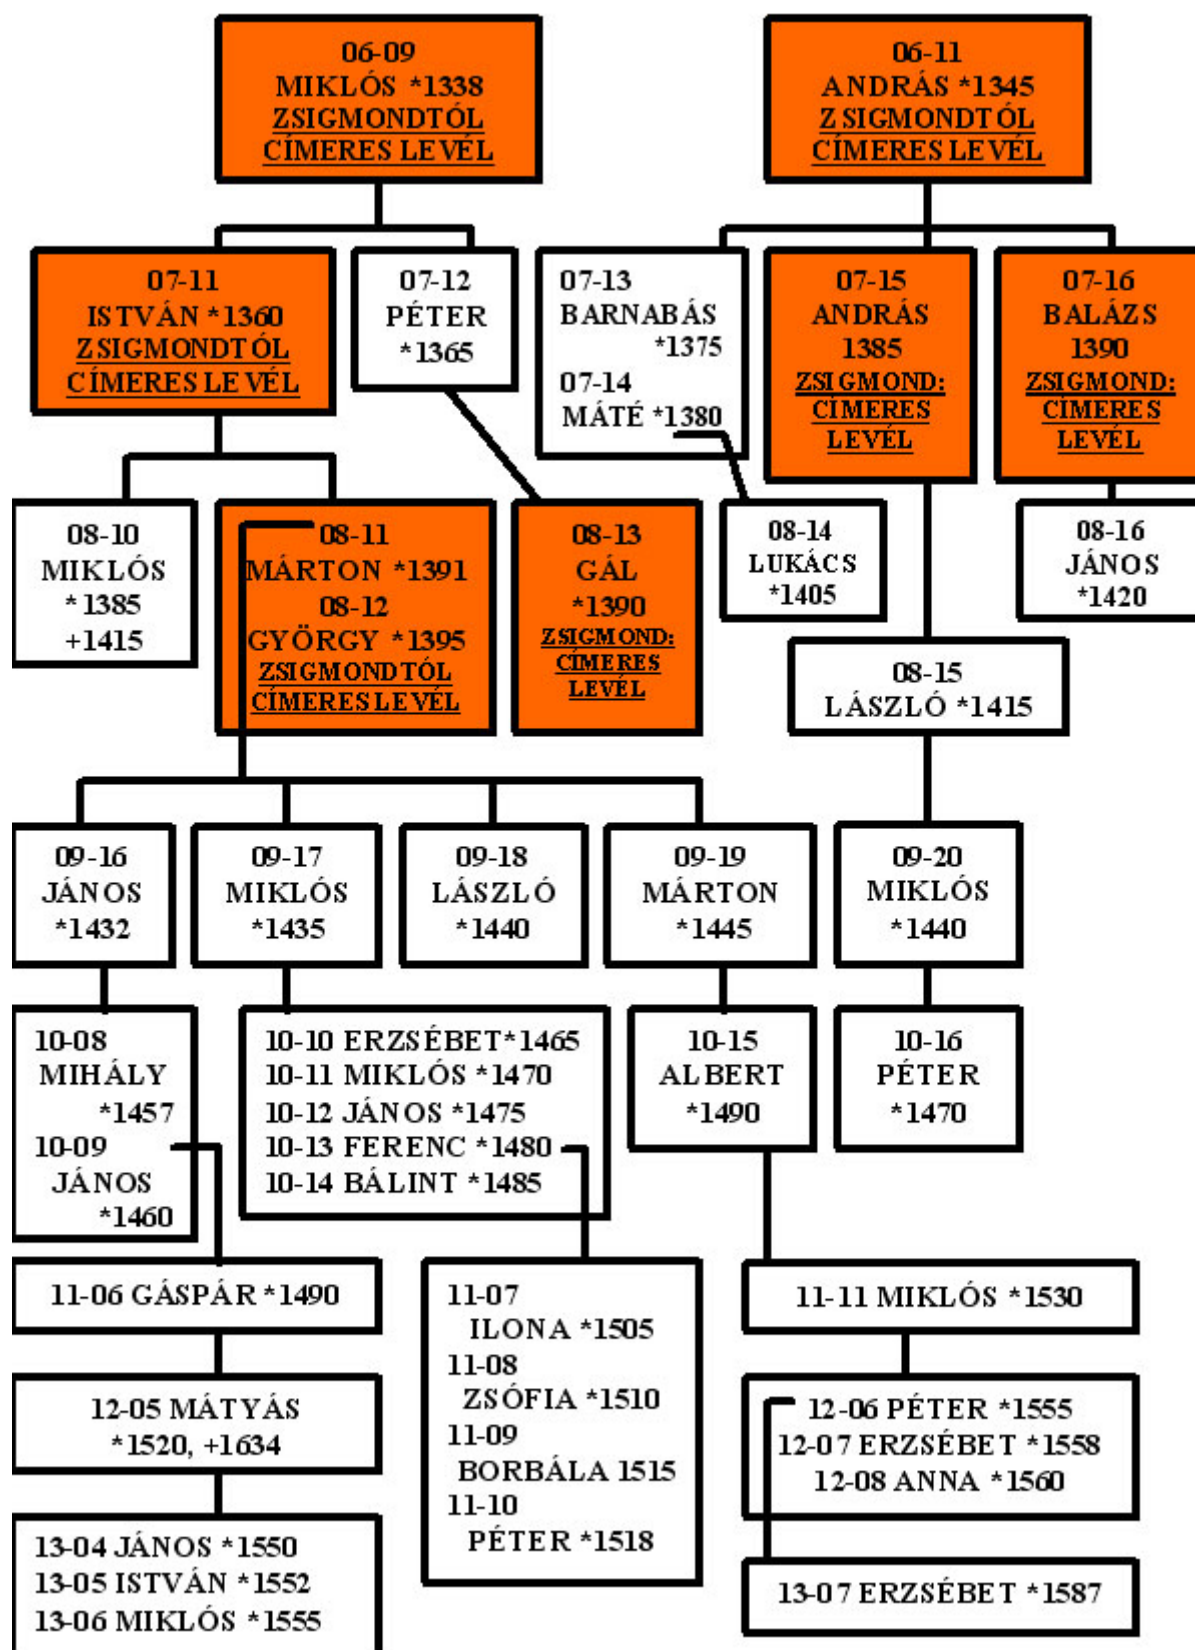 06-09
MIKLÓS *1338
ZSIGMONDTÓL
CÍMERES LEVÉL
06-11
ANDRÁS *1345
ZSIGMONDTÓL
CÍMERES LEVÉL
07-11
ISTVÁN *1360
ZSIGMONDTÓL
CÍMERES LEVÉL
07-12
PÉTER
*1365
07-13
BARNABÁS
*1375
07-14
MÁTÉ *1380
07-15
ANDRÁS
1385
ZSIGMOND:
CÍMERES
LEVÉL
07-16
BALÁZS
1390
ZSIGMOND:
CÍMERES
LEVÉL
08-10
MIKLÓS
*1385
+1415
08-11
MÁRTON *1391
08-12
GYÖRGY *1395
ZSIGMONDTÓL
CÍMERES LEVÉL
08-13
GÁL
*1390
ZSIGMOND:
CÍMERES
LEVÉL
08-14
LUKÁCS
*1405
08-16
JÁNOS
*1420
08-15
LÁSZLÓ *1415
09-16
JÁNOS
*1432
09-17
MIKLÓS
*1435
09-18
LÁSZLÓ
*1440
09-19
MÁRTON
*1445
09-20
MIKLÓS
*1440
10-08
MIHÁLY
*1457
10-09
JÁNOS
*1460
10-10 ERZSÉBET*1465
10-11 MIKLÓS *1470
10-12 JÁNOS *1475
10-13 FERENC *1480
10-14 BÁLINT *1485
10-15
ALBERT
*1490
10-16
PÉTER
*1470
11-06 GÁSPÁR *1490
11-07
ILONA *1505
11-08
ZSÓFIA *1510
11-09
BORBÁLA 1515
11-10
PÉTER *1518
11-11 MIKLÓS *1530
12-05 MÁTYÁS
*1520, +1634
12-06 PÉTER *1555
12-07 ERZSÉBET *1558
12-08 ANNA *1560
13-04 JÁNOS *1550
13-05 ISTVÁN *1552
13-06 MIKLÓS *1555
13-07 ERZSÉBET *1587